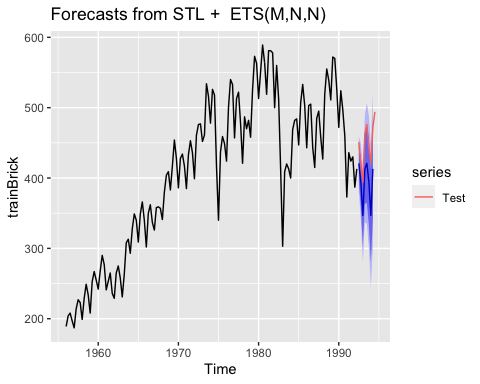 Forecasts from STL +  ETS(M,N,N)
600
500
400
300
200
trainBrick
1960 1970 1980 1990
Time
series
Test